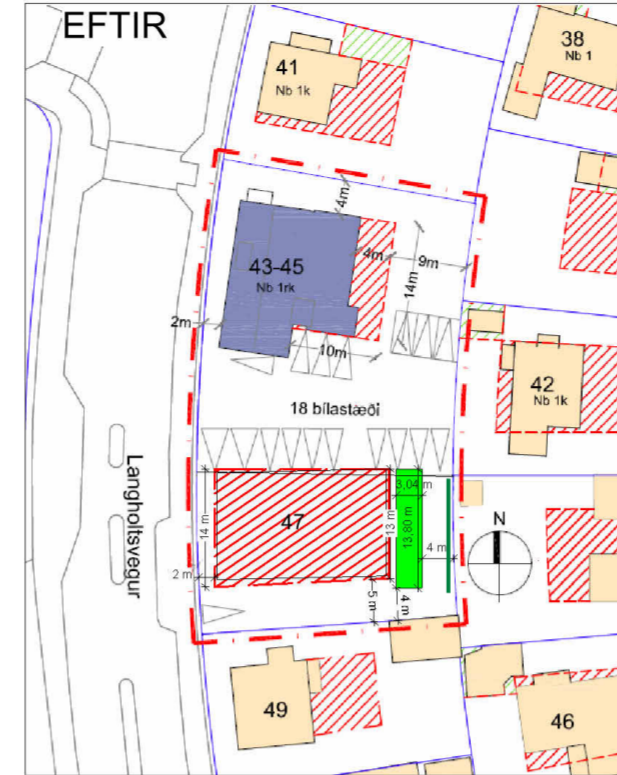 EFTIR
41
Nb 1k
38
Nb 1
4m
43-45
Nb 1rk
4m
9m
14m
2m
10m
42
Nb 1k
18 bílastæði
Langholtsvegur
47
14 m
13 m
3,04 m
13,80 m
4 m
N
2 m
5 m
4 m
49
46